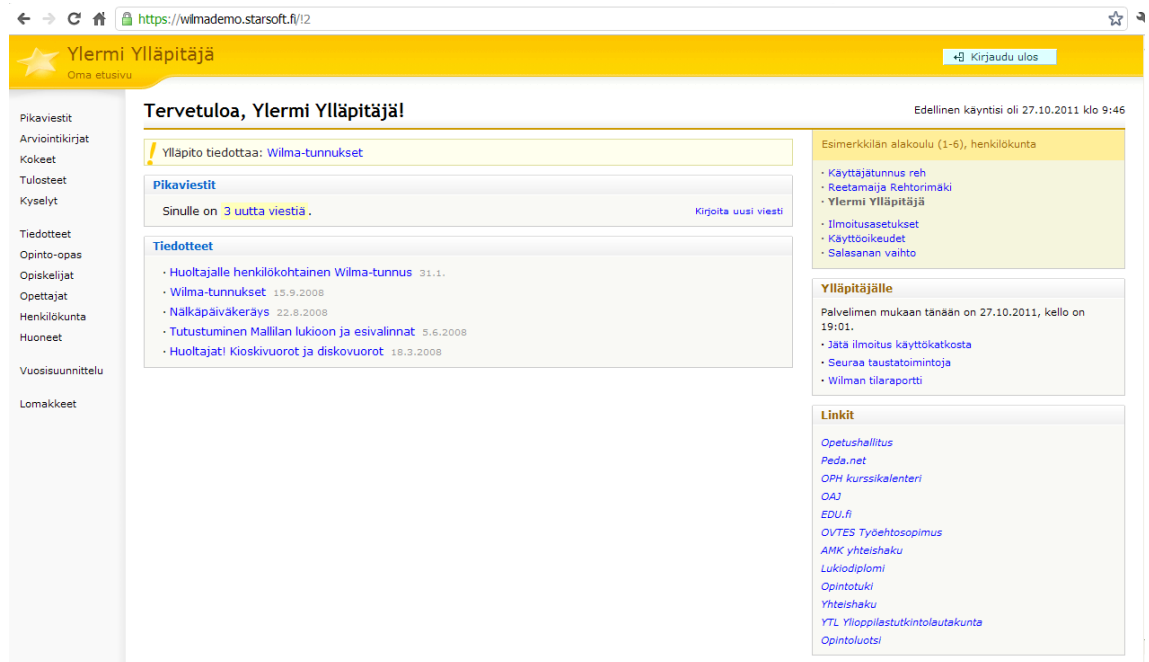 https://wilmademo.starsoft.fi/!2
Ylermi Ylläpitäjä
Oma etusivu
Kirjaudu ulos
Pikaviestit
Arviointikirjat
Kokeet
Tulosteet
Kyselyt
Tiedotteet
Opinto-opas
Opiskelijat
Opettajat
Henkilökunta
Huoneet
Vuosisuunnittelu
Lomakkeet
Tervetuloa, Ylermi Ylläpitäjä!
Edellinen käyntisi oli 27.10.2011 klo 9:46
Ylläpito tiedottaa: Wilma-tunnukset
Pikaviestit
Sinulle on 3 uutta viestiä.
Kirjoita uusi viesti
Tiedotteet
· Huoltajalle henkilökohtainen Wilma-tunnus 31.1.
· Wilma-tunnukset 15.9.2008
· Nälkäpäiväkeräys 22.8.2008
· Tutustuminen Mallilan lukioon ja esivalinnat 5.6.2008
· Huoltajat! Kioskivuorot ja diskovuorot 18.3.2008
Esimerkkilän alakoulu (1-6), henkilökunta
· Käyttäjätunnus reh
· Reetamaija Rehtorimäki
· Ylermi Ylläpitäjä
· Ilmoitusasetukset
· Käyttöoikeudet
· Salasanan vaihto
Ylläpitäjälle
Palvelimen mukaan tänään on 27.10.2011, kello on
19:01.
· Jätä ilmoitus käyttökatkosta
· Seuraa taustatoimintoja
· Wilman tilaraportti
Linkit
Opetushallitus
Peda.net
OPH kurssikalenteri
OAJ
EDU.fi
OVTES Työehtosopimus
AMK yhteishaku
Lukiodiplomi
Opintotuki
Yhteishaku
YTL Ylioppilastutkintolautakunta
Opintoluotsi